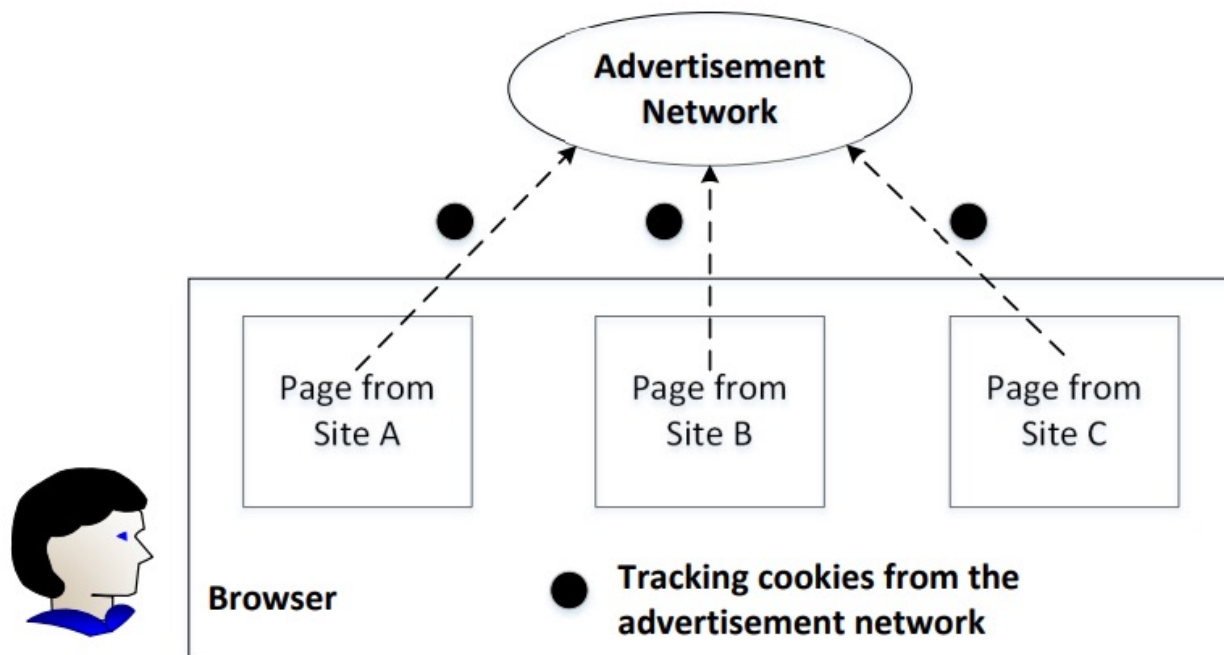 Advertisement
Network
Page from
Site A
Page from
Site B
Page from
Site C
Browser
Tracking cookies from the
advertisement network